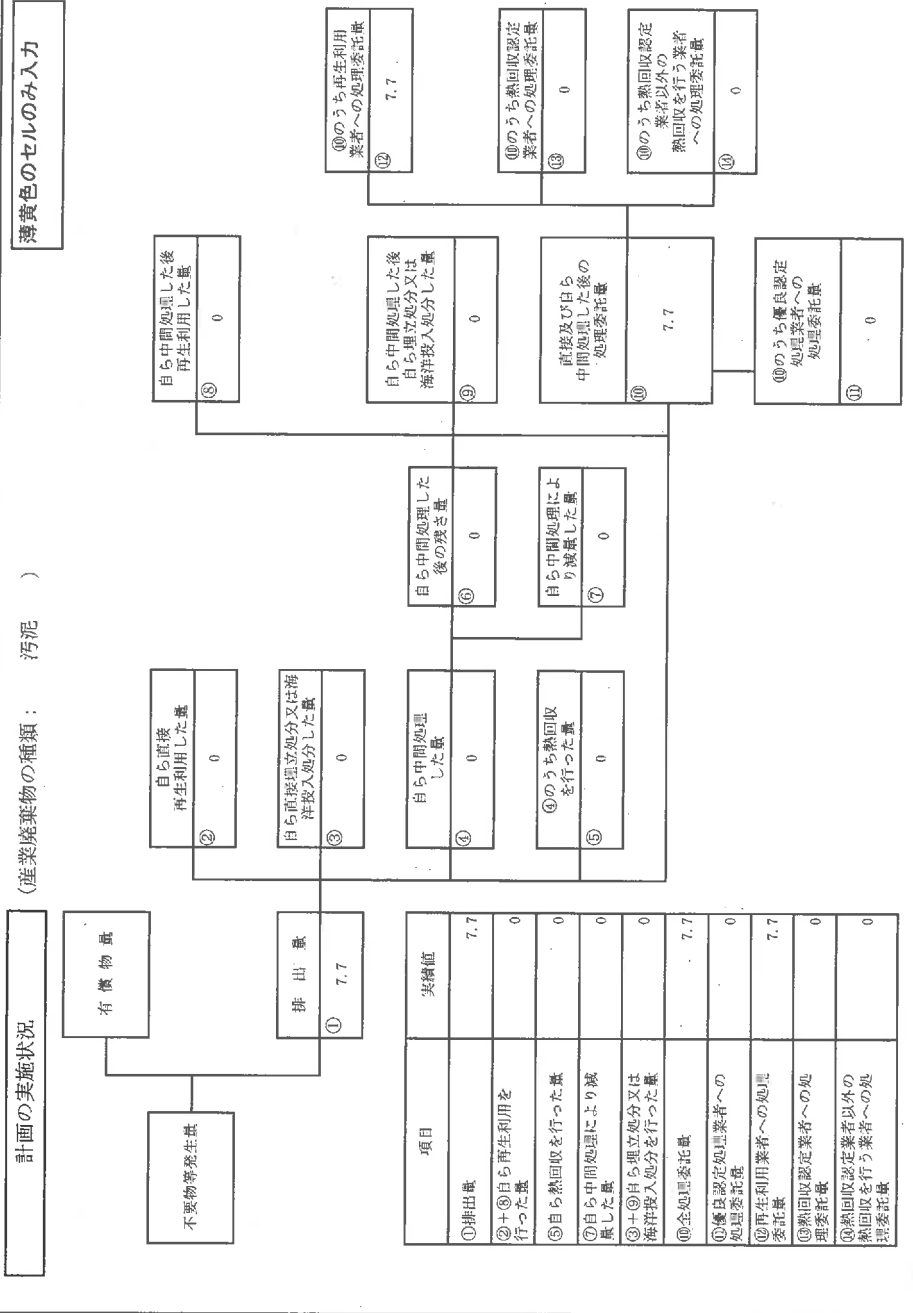 計画の実施状況
(産業廃棄物の種類： 汚泥 )
薄黄色のセルのみ入力
不要物等発生量
有 償 物 量
排 出 量
① 7.7
自ら直接
再生利用した量
② 0
自ら直接埋立処分又は海
洋投入処分した量
③ 0
自ら中間処理
した量
④ 0
④のうち熱回収
を行った量
⑤ 0
自ら中間処理した
後の残さ量
⑥ 0
自ら中間処理によ
り減量した量
⑦ 0
自ら中間処理した後
再生利用した量
⑧ 0
自ら中間処理した後
自ら埋立処分又は
海洋投入処分した量
⑨ 0
直接及び自ら
中間処理した後の
処理委託量
⑩ 7.7
⑩のうち優良認定
処理業者への
処理委託量
⑪ 0
⑩のうち再生利用
業者への処理委託量
⑫ 7.7
⑩のうち熱回収認定
業者への処理委託量
⑬ 0
⑩のうち熱回収認定
業者以外の
熱回収を行う業者
への処理委託量
⑭ 0
項目 実績値
①排出量 7.7
②＋⑧自ら再生利用を
行った量 0
⑤自ら熱回収を行った量 0
⑦自ら中間処理により減
量した量 0
③＋⑨自ら埋立処分又は
海洋投入処分を行った量 0
⑩全処理委託量 7.7
⑪優良認定処理業者への
処理委託量 0
⑫再生利用業者への処理
委託量 7.7
⑬熱回収認定業者への処
理委託量 0
⑭熱回収認定業者以外の
熱回収を行う業者への処
理委託量 0